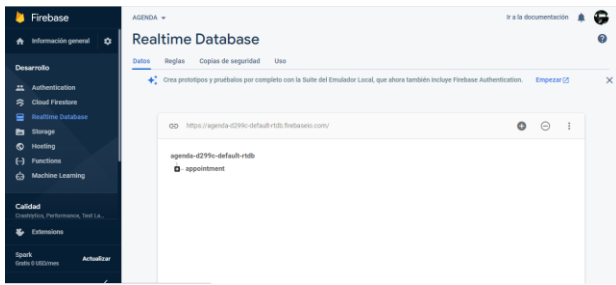 Firebase
AGENDA
Ir a la documentación
Información general
Realtime Database
Datos Reglas Copias de seguridad Uso
Desarrollo
Crea prototipos y pruébalos por completo con la Suite del Emulador Local, que ahora también incluye Firebase Authentication. Empezar
Authentication
Cloud Firestore
Realtime Database
Storage
Hosting
Functions
Machine Learning
https://agenda-d299c-default-rtdb.firebaseio.com/
agenda-d299c-default-rtdb
appointment
Calidad
Crashlytics, Performance, Test La...
Extensions
Spark
Gratis 0 USD/mes
Actualizar